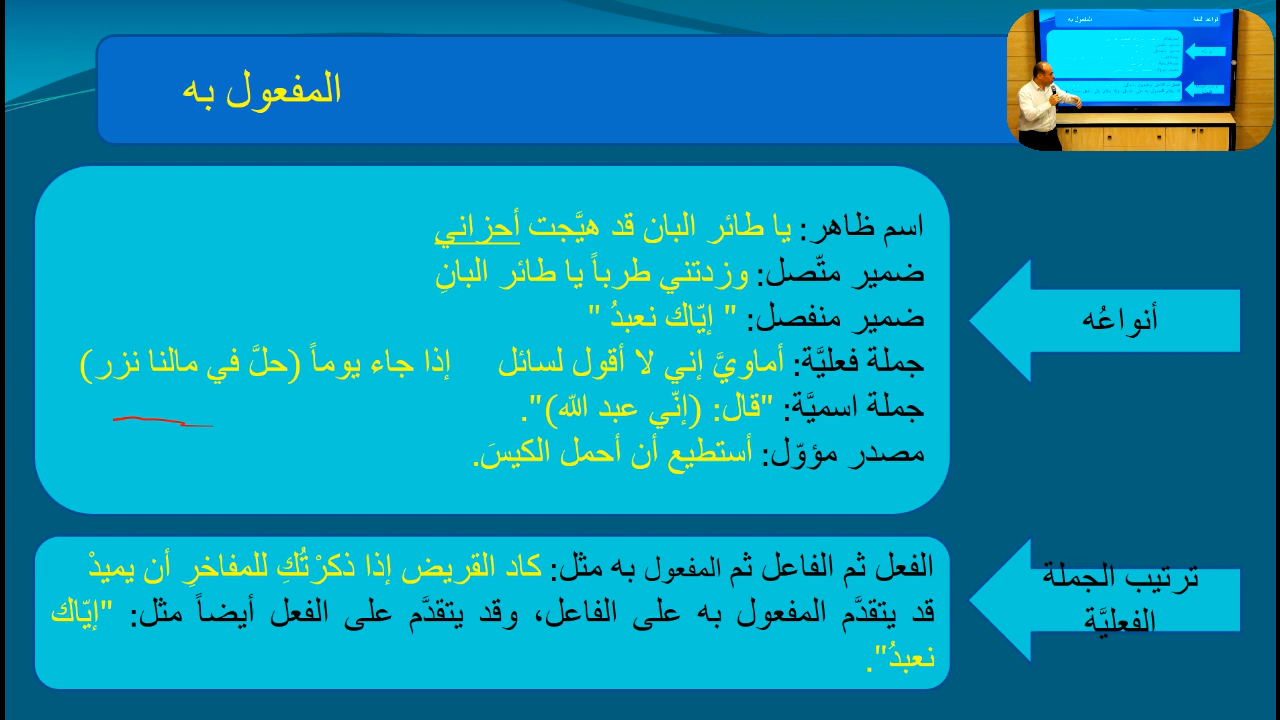 المفعول به
أنواعُه
اسم ظاهر: يا طائر البان قد هيَّجت أحزاني
ضمير متّصل: وزدتني طرباً يا طائر البانِ
ضمير منفصل: " إيّاك نعبدُ "
جملة فعليَّة: أماويَّ إني لا أقول لسائل إذا جاء يوماً (حلَّ في مالنا نزر)
جملة اسميَّة: "قال: (إنّي عبد الله)".
مصدر مؤوّل: أستطيع أن أحمل الكيسَ.
ترتيب الجملة
الفعليَّة
الفعل ثم الفاعل ثم المفعول به مثل: كاد القريض إذا ذكرْتُكِ للمفاخرِ أن يميدْ
قد يتقدَّم المفعول به على الفاعل، وقد يتقدَّم على الفعل أيضاً مثل: "إيّاك
نعبدُ".